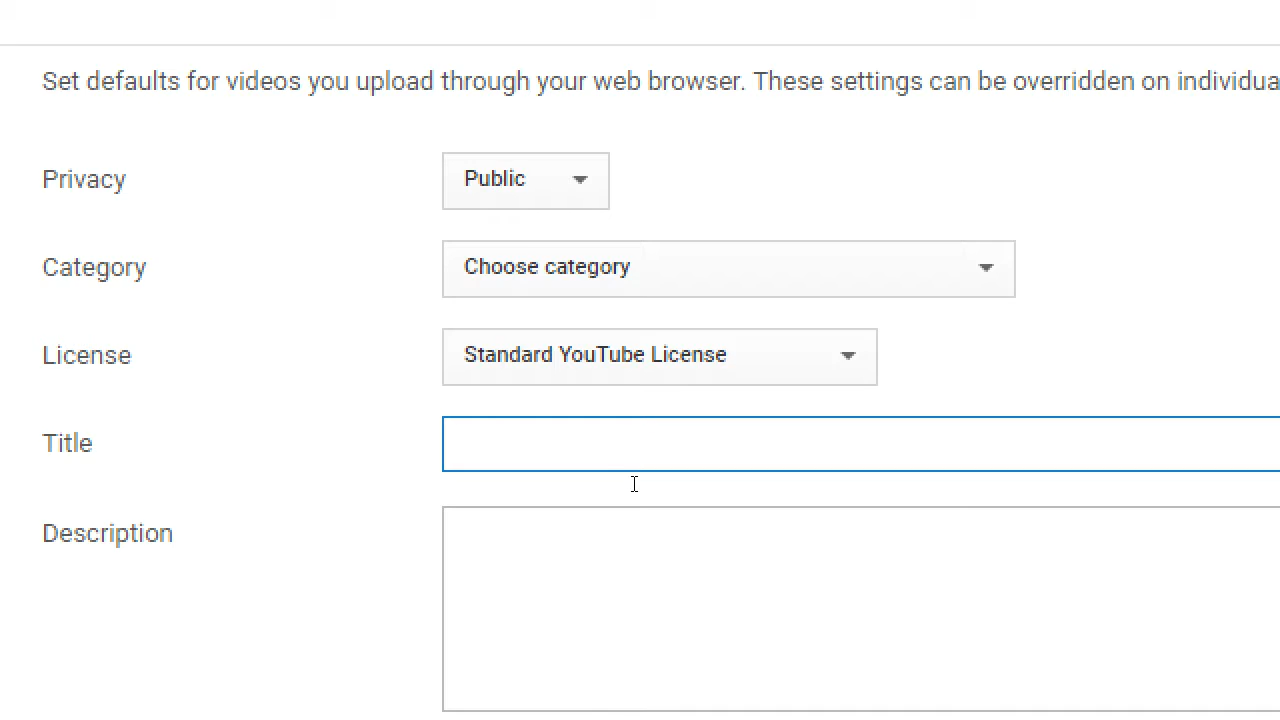 Set defaults for videos you upload through your web browser. These settings can be overridden on individua
Privacy
Public
Category
Choose category
License
Standard YouTube License
Title
Description